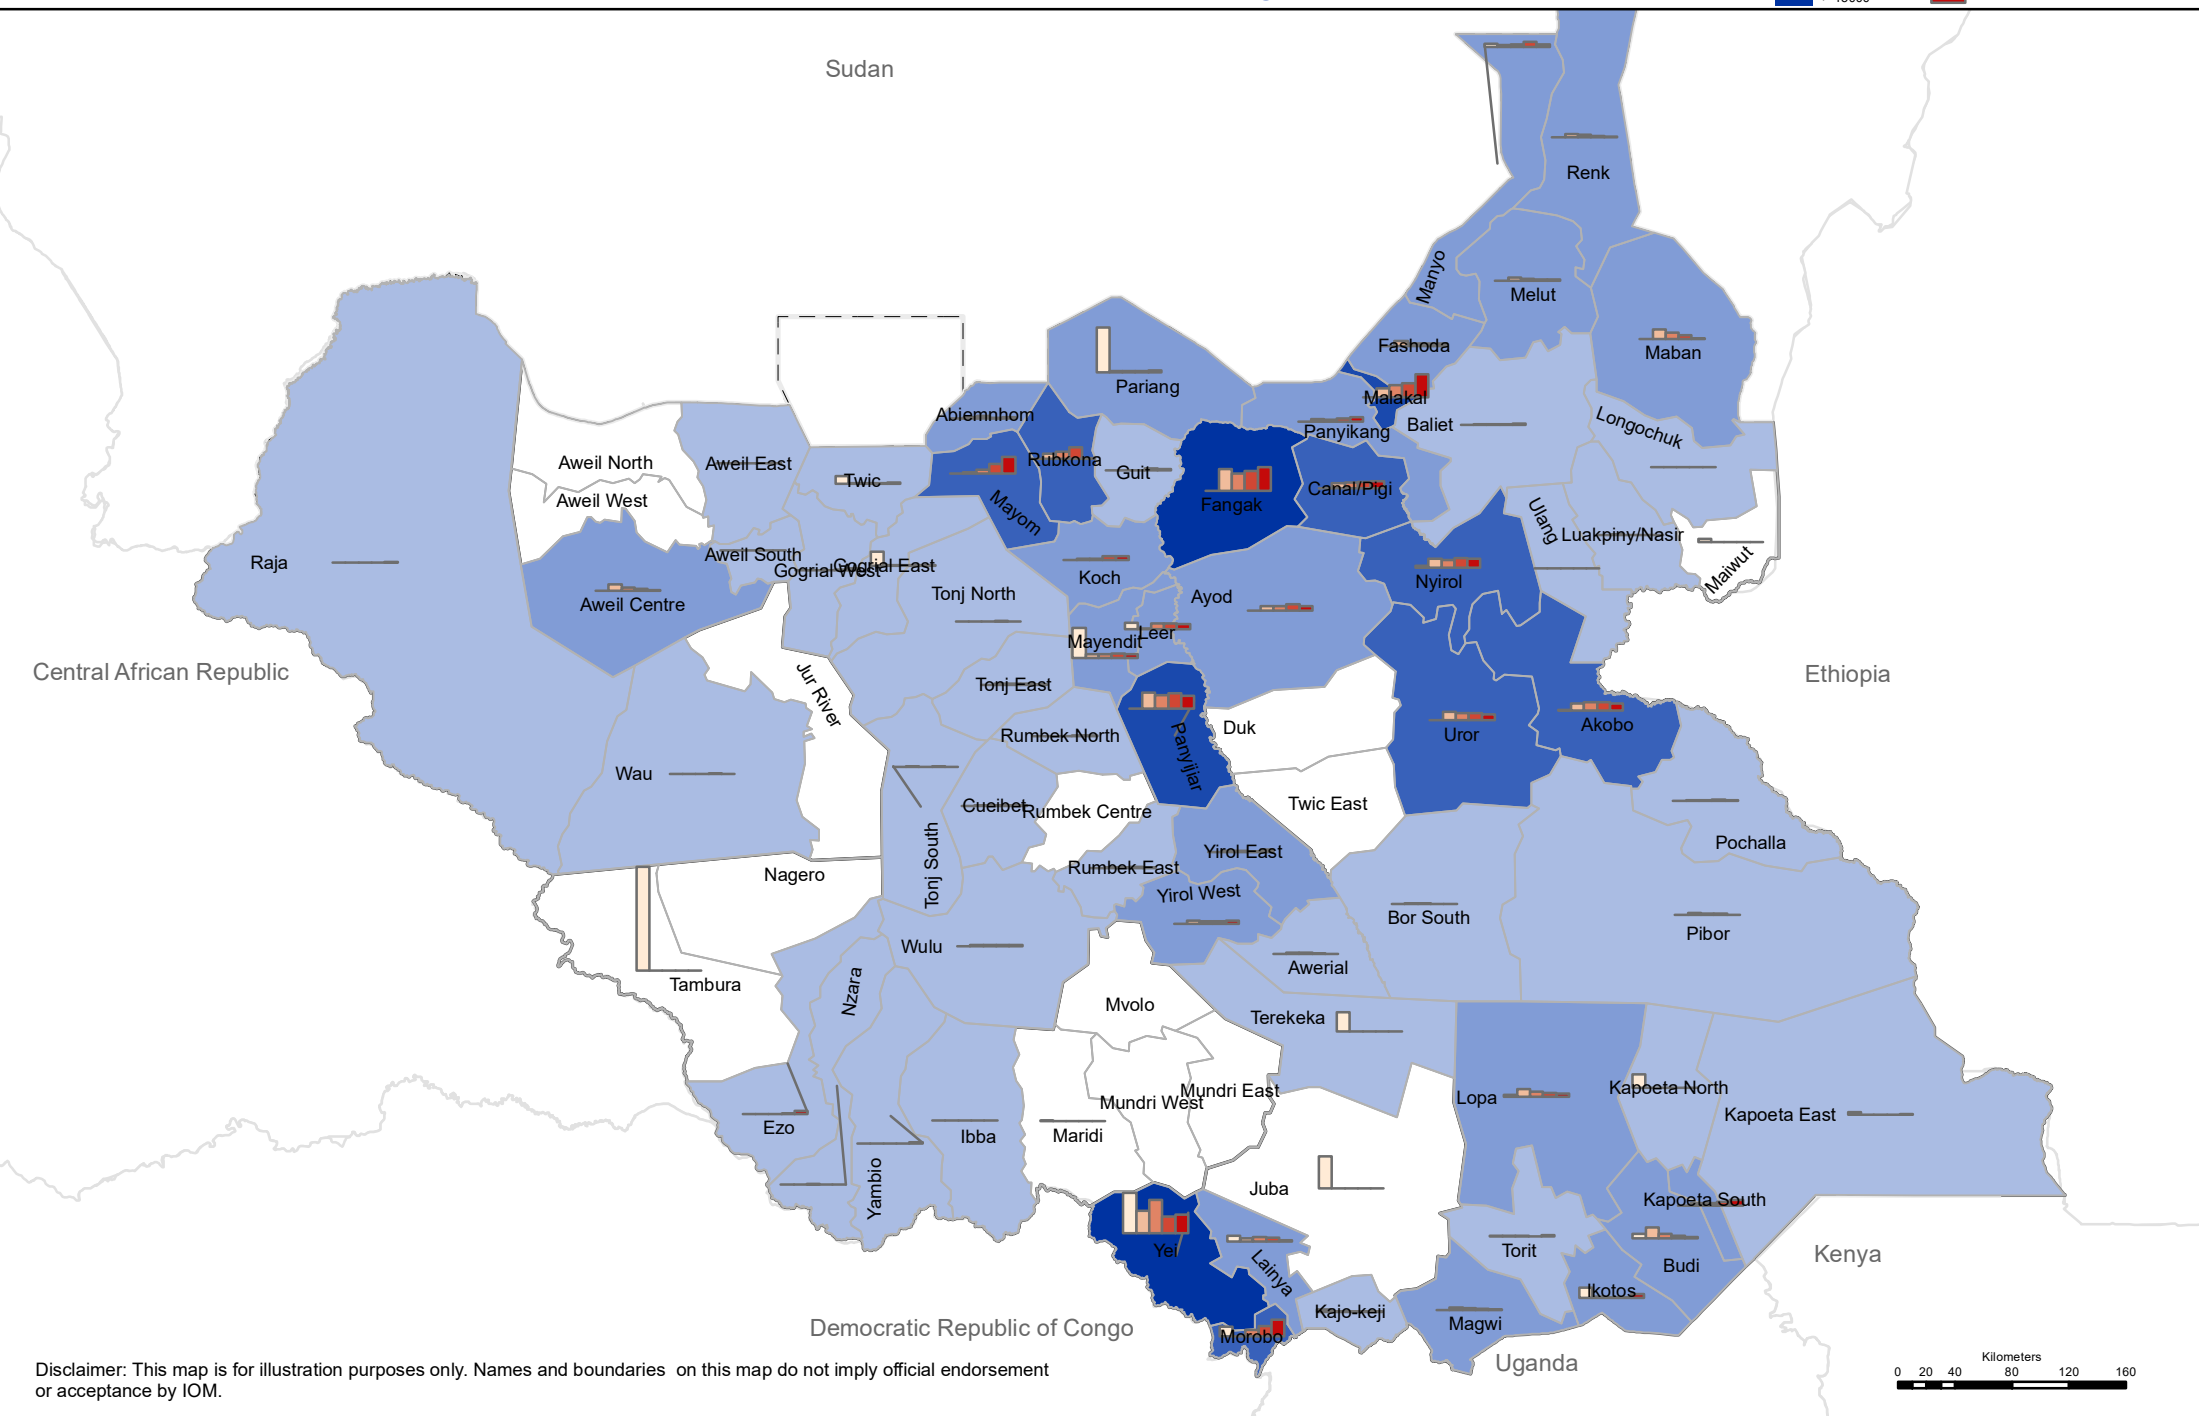 Sudan
Renk
Manyo
Melut
Fashoda
Maban
Pariang
Malakal
Abiemnhom
Panyikang
Baliet
Longochuk
Aweil North
Aweil East
Twic
Rubkona
Guit
Mayom
Fangak
Canal/Pigi
Aweil West
Ulang
Luakpiny/Nasir
Maiwut
Raja
Aweil South
Gogrial West
Gogrial East
Koch
Nyirol
Aweil Centre
Tonj North
Ayod
Central African Republic
Jur River
Mayendit
Leer
Ethiopia
Tonj East
Rumbek North
Panyijiar
Duk
Uror
Akobo
Wau
Cueibet
Rumbek Centre
Twic East
Pochalla
Tonj South
Nagero
Rumbek East
Yirol East
Yirol West
Bor South
Pibor
Wulu
Awerial
Tambura
Nzara
Mvolo
Terekeka
Lopa
Kapoeta North
Kapoeta East
Mundri West
Mundri East
Ezo
Ibba
Maridi
Yambio
Juba
Kapoeta South
Yei
Lainya
Torit
Budi
Kenya
Ikotos
Kajo-keji
Magwi
Morobo
Democratic Republic of Congo
Uganda
Kilometers
0 20 40 80 120 160
Disclaimer: This map is for illustration purposes only. Names and boundaries on this map do not imply official endorsement
or acceptance by IOM.